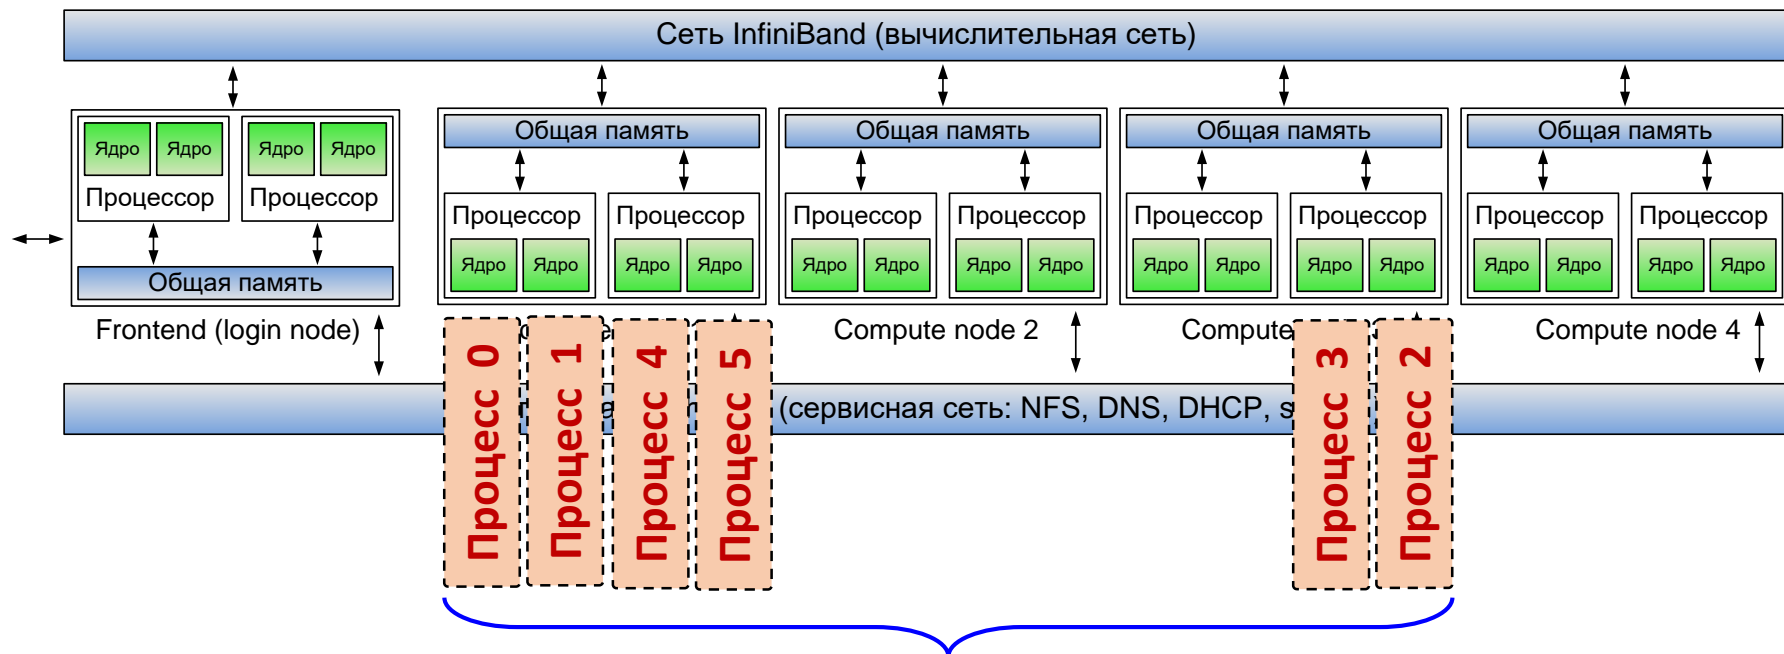 Сеть InfiniBand (вычислительная сеть)
Ядро Ядро Ядро Ядро
Процессор Процессор
Общая память
Frontend (login node)
Общая память
Процессор Процессор
Ядро Ядро Ядро Ядро
Общая память
Процессор Процессор
Ядро Ядро Ядро Ядро
Compute node 2
Общая память
Процессор Процессор
Ядро Ядро Ядро Ядро
Compute
Общая память
Процессор Процессор
Ядро Ядро Ядро Ядро
Compute node 4
(сервисная сеть: NFS, DNS, DHCP, s
Процесс 0
Процесс 1
Процесс 4
Процесс 5
Процесс 3
Процесс 2